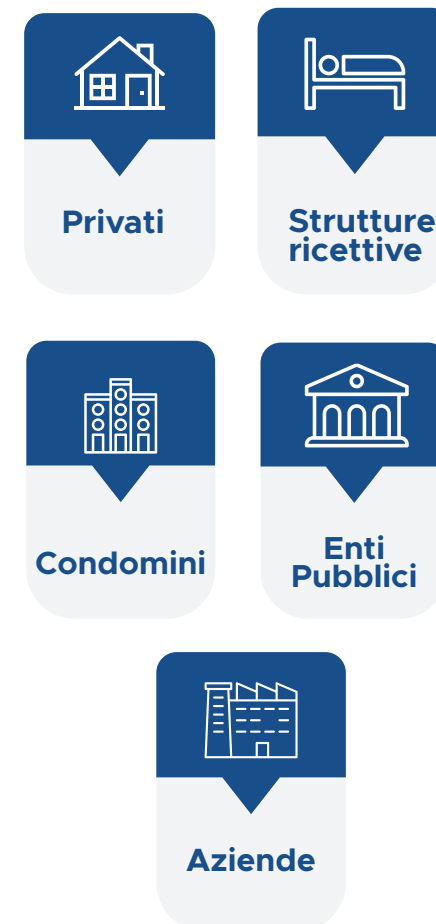 Privati
Strutture
ricettive
Condomini
Enti
Pubblici
Aziende